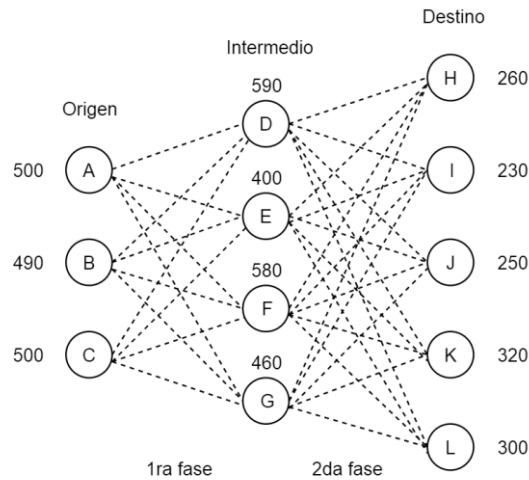 Destino
Intermedio
Origen
590
H 260
D
500 A
400
I 230
E
490 B
580
J 250
F
500 C
460
K 320
G
L 300
1ra fase 2da fase